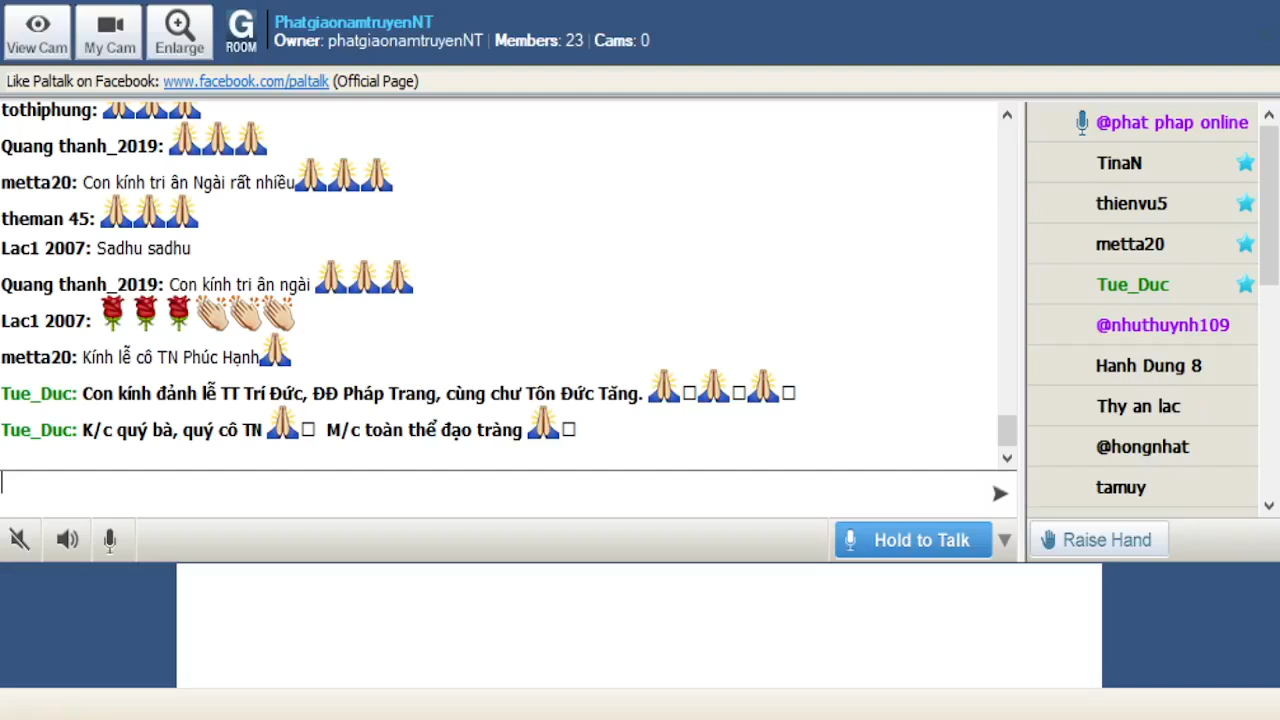 View Cam
My Cam
Enlarge
G
ROOM
PhatgiaonamtruyenNT
Owner: phatgiaonamtruyenNT | Members: 23 | Cams: 0
Like Paltalk on Facebook: www.facebook.com/paltalk (Official Page)
tothiphung: 🙏🙏🙏
Quang thanh_2019: 🙏🙏🙏
metta20: Con kính tri ân Ngài rất nhiều🙏🙏🙏
theman 45: 🙏🙏🙏
Lac1 2007: Sadhu sadhu
Quang thanh_2019: Con kính tri ân ngài 🙏🙏🙏
Lac1 2007: 🌹🌹🌹👏👏👏
metta20: Kính lễ cô TN Phúc Hạnh🙏
Tue_Duc: Con kính đảnh lễ TT Trí Đức, ĐĐ Pháp Trang, cùng chư Tôn Đức Tăng. 🙏□🙏□🙏□
Tue_Duc: K/c quý bà, quý cô TN 🙏□ M/c toàn thể đạo tràng 🙏□
@phat phap online
TinaN
thienvu5
metta20
Tue_Duc
@nhuthuynh109
Hanh Dung 8
Thy an lac
@hongnhat
tamuy
Hold to Talk
Raise Hand